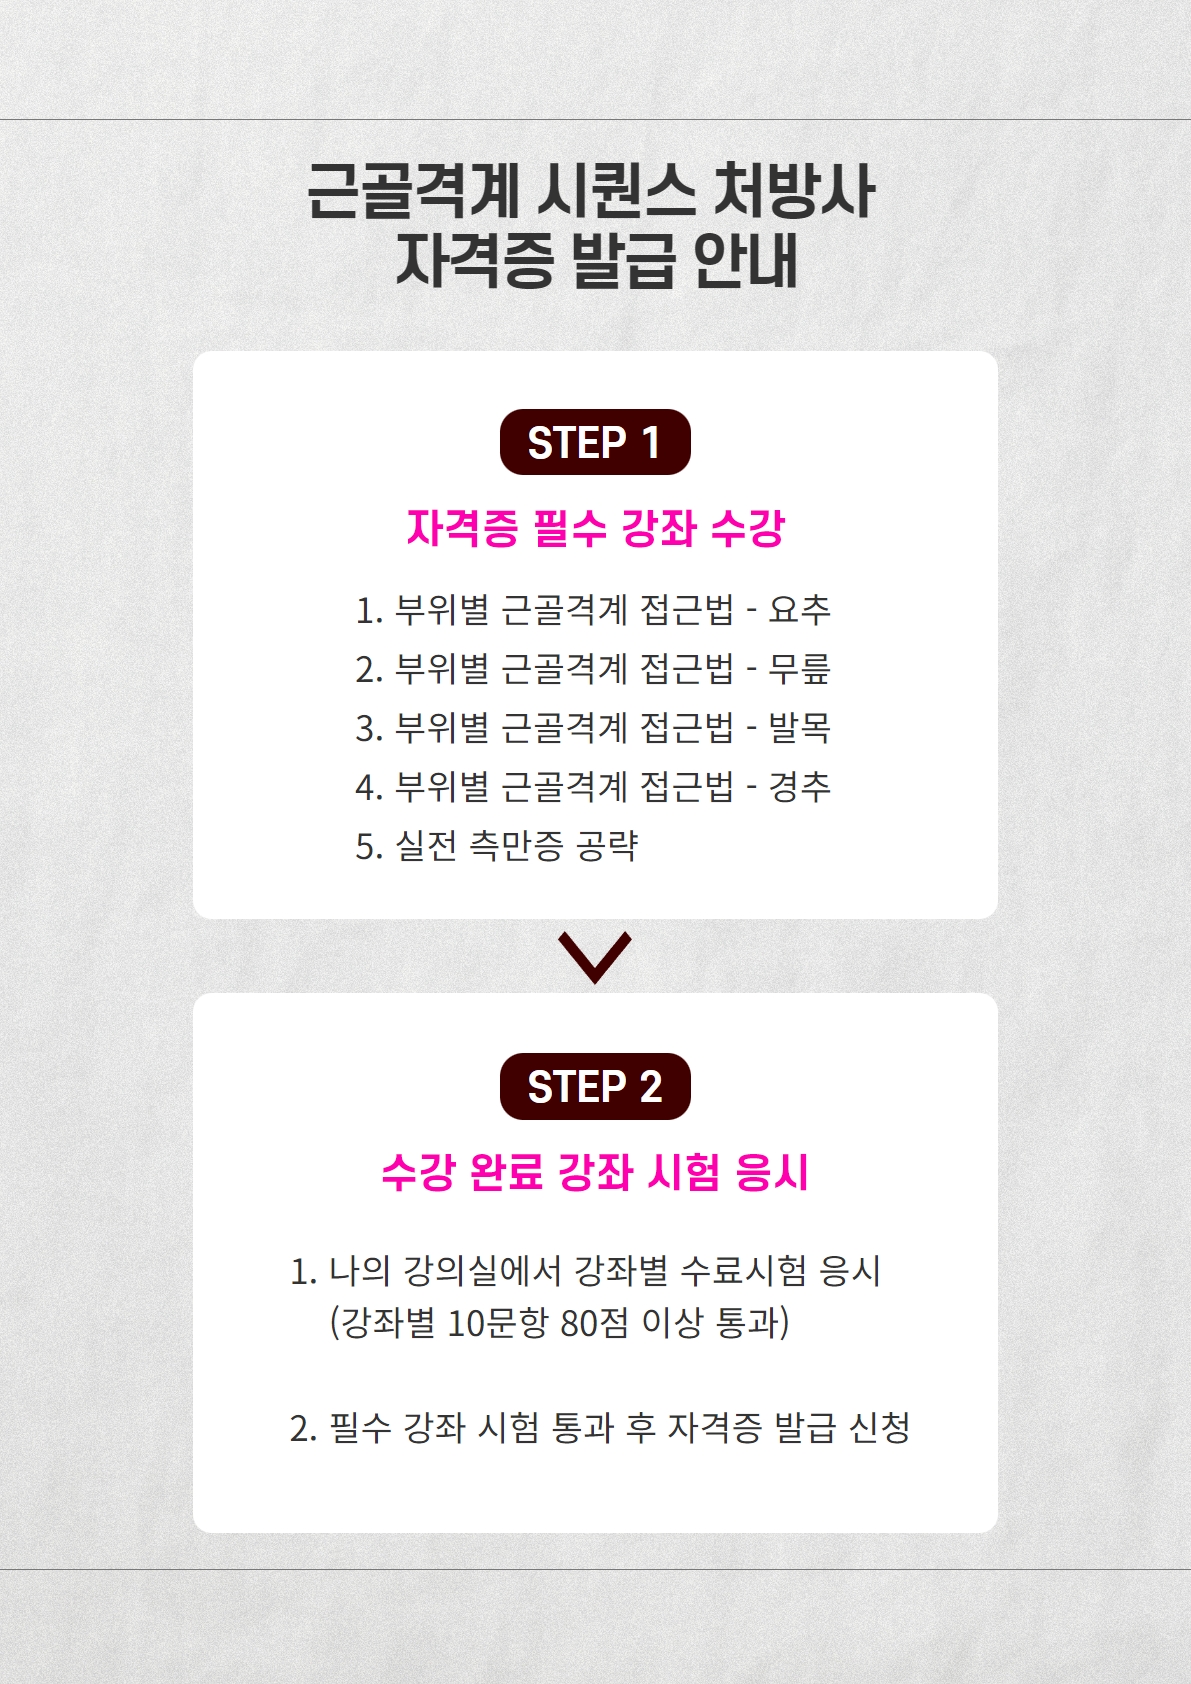 근골격계 시퀀스 처방사
자격증 발급 안내
STEP 1
자격증 필수 강좌 수강
1. 부위별 근골격계 접근법 - 요추
2. 부위별 근골격계 접근법 - 무릎
3. 부위별 근골격계 접근법 - 발목
4. 부위별 근골격계 접근법 - 경추
5. 실전 측만증 공략
STEP 2
수강 완료 강좌 시험 응시
1. 나의 강의실에서 강좌별 수료시험 응시
(강좌별 10문항 80점 이상 통과)
2. 필수 강좌 시험 통과 후 자격증 발급 신청